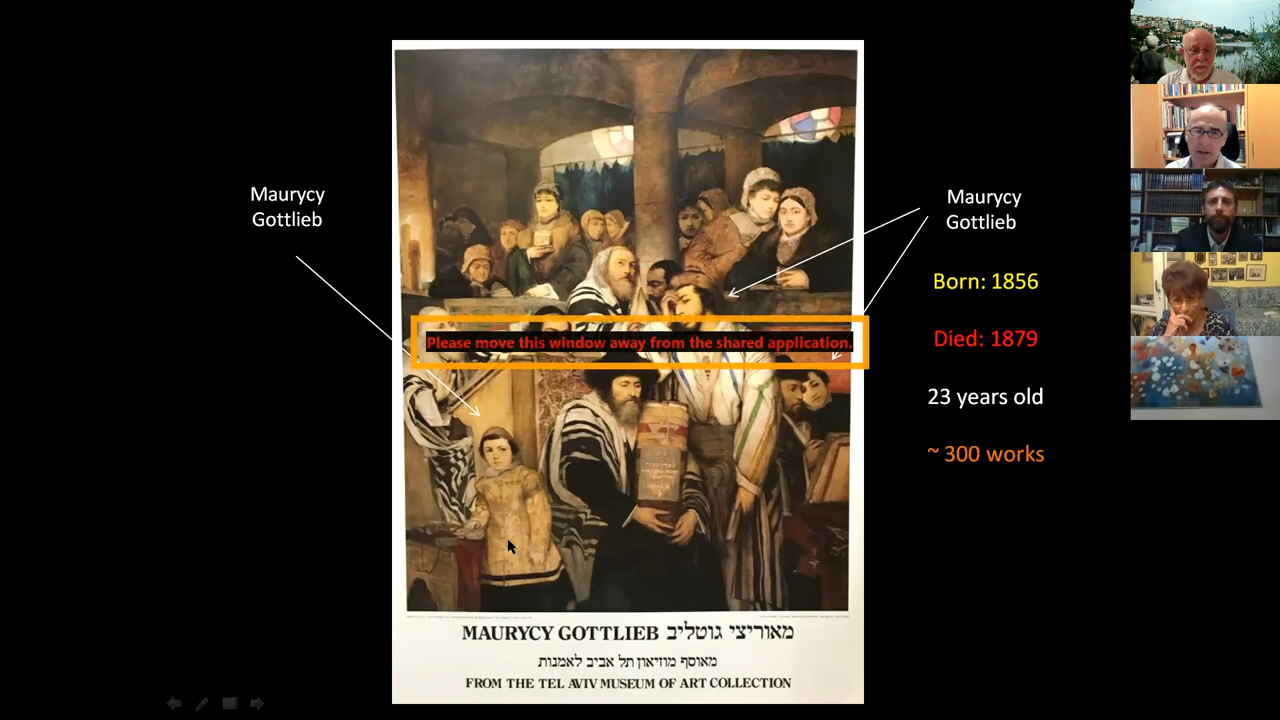 Maurycy
Gottlieb
Maurycy
Gottlieb
Born: 1856
Died: 1879
23 years old
~ 300 works
Please move this window away from the shared application.
MAURYCY GOTTLIEB מאוריצי גוטליב
מאוסף מוזיאון תל אביב לאמנות
FROM THE TEL AVIV MUSEUM OF ART COLLECTION